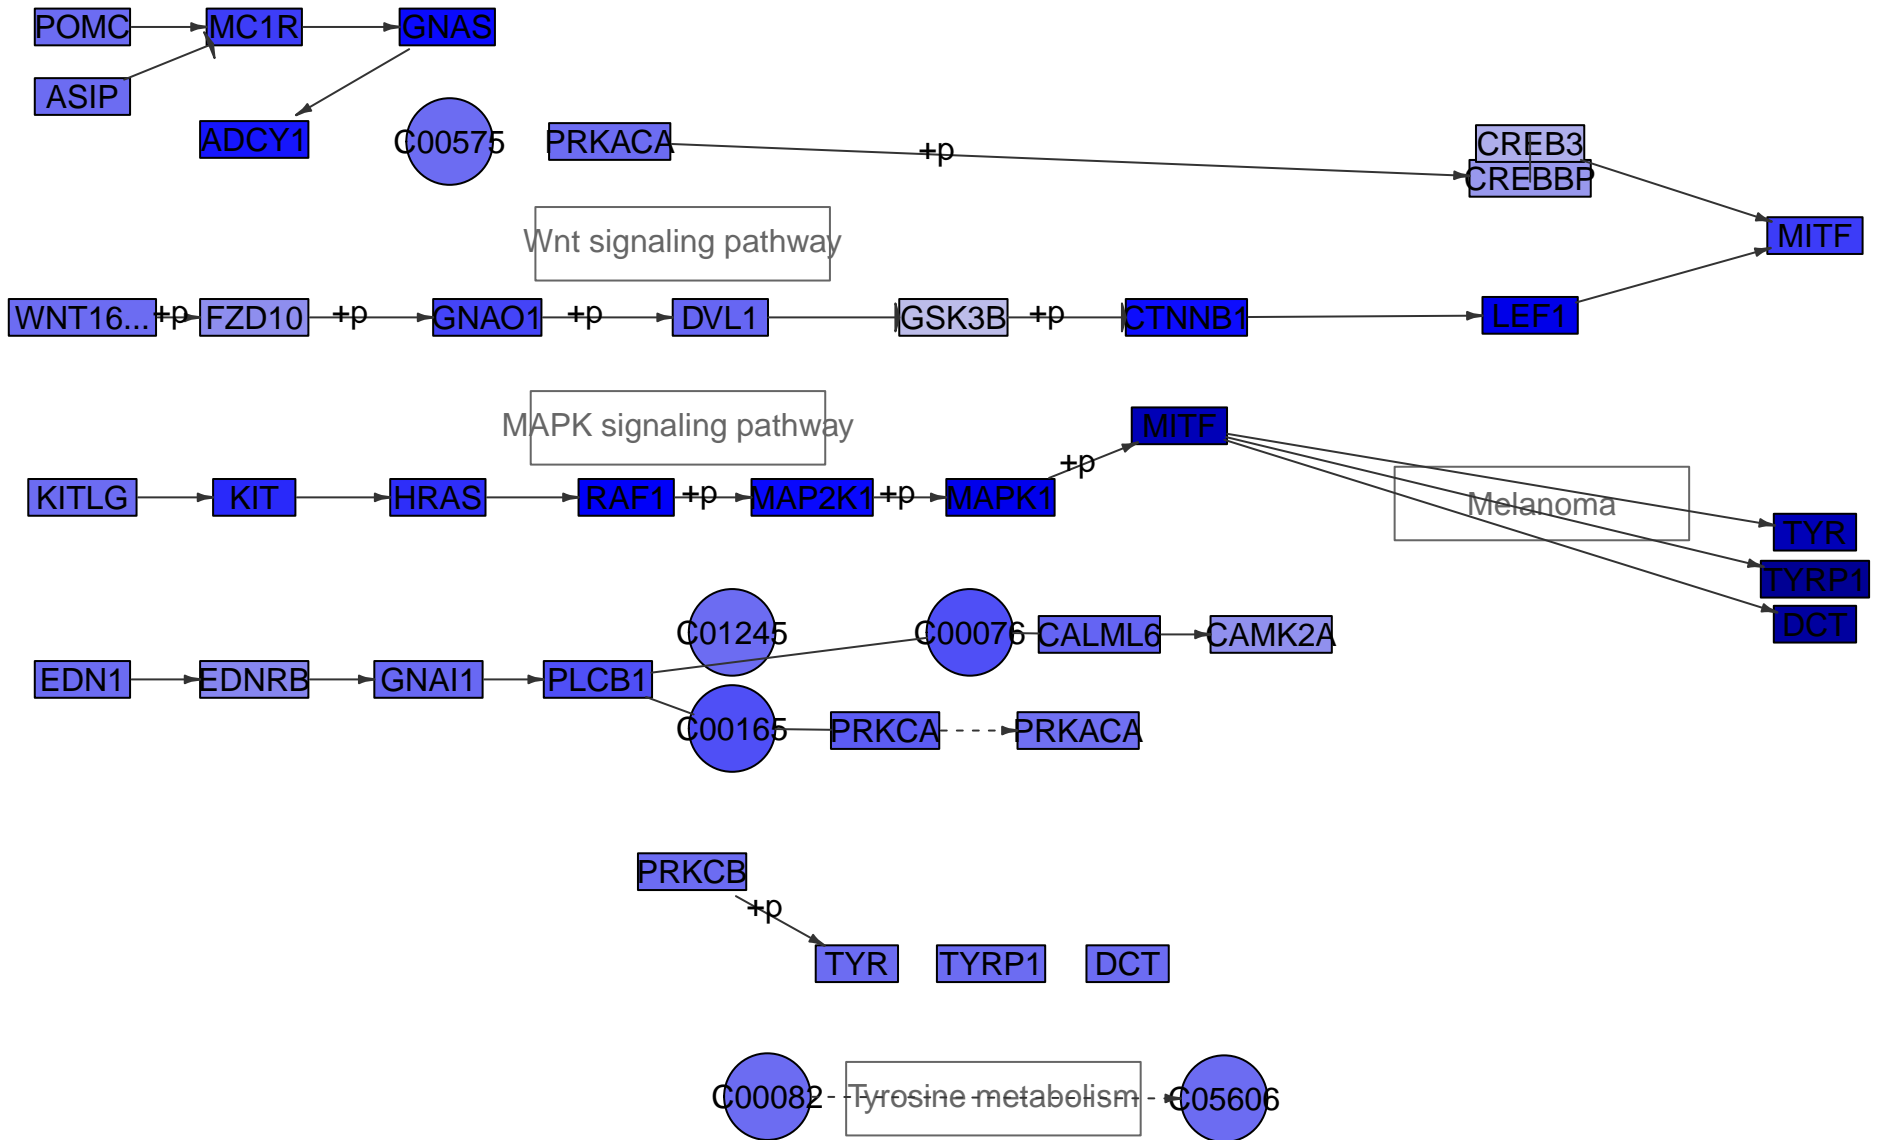 POMC
MC1R
GNAS
ASIP
ADCY1
C00575
PRKACA
+p
CREB3
CREBBP
Wnt signaling pathway
MITF
WNT16...
+p
FZD10
+p
GNAO1
+p
DVL1
GSK3B
+p
CTNNB1
LEF1
MAPK signaling pathway
MITF
+p
KITLG
KIT
HRAS
RAF1
+p
MAP2K1
+p
MAPK1
Melanoma
TYR
TYRP1
DCT
C01245
C00076
CALML6
CAMK2A
EDN1
EDNRB
GNAI1
PLCB1
C00165
PRKCA
PRKACA
PRKCB
+p
TYR
TYRP1
DCT
C00082
Tyrosine metabolism
C05606